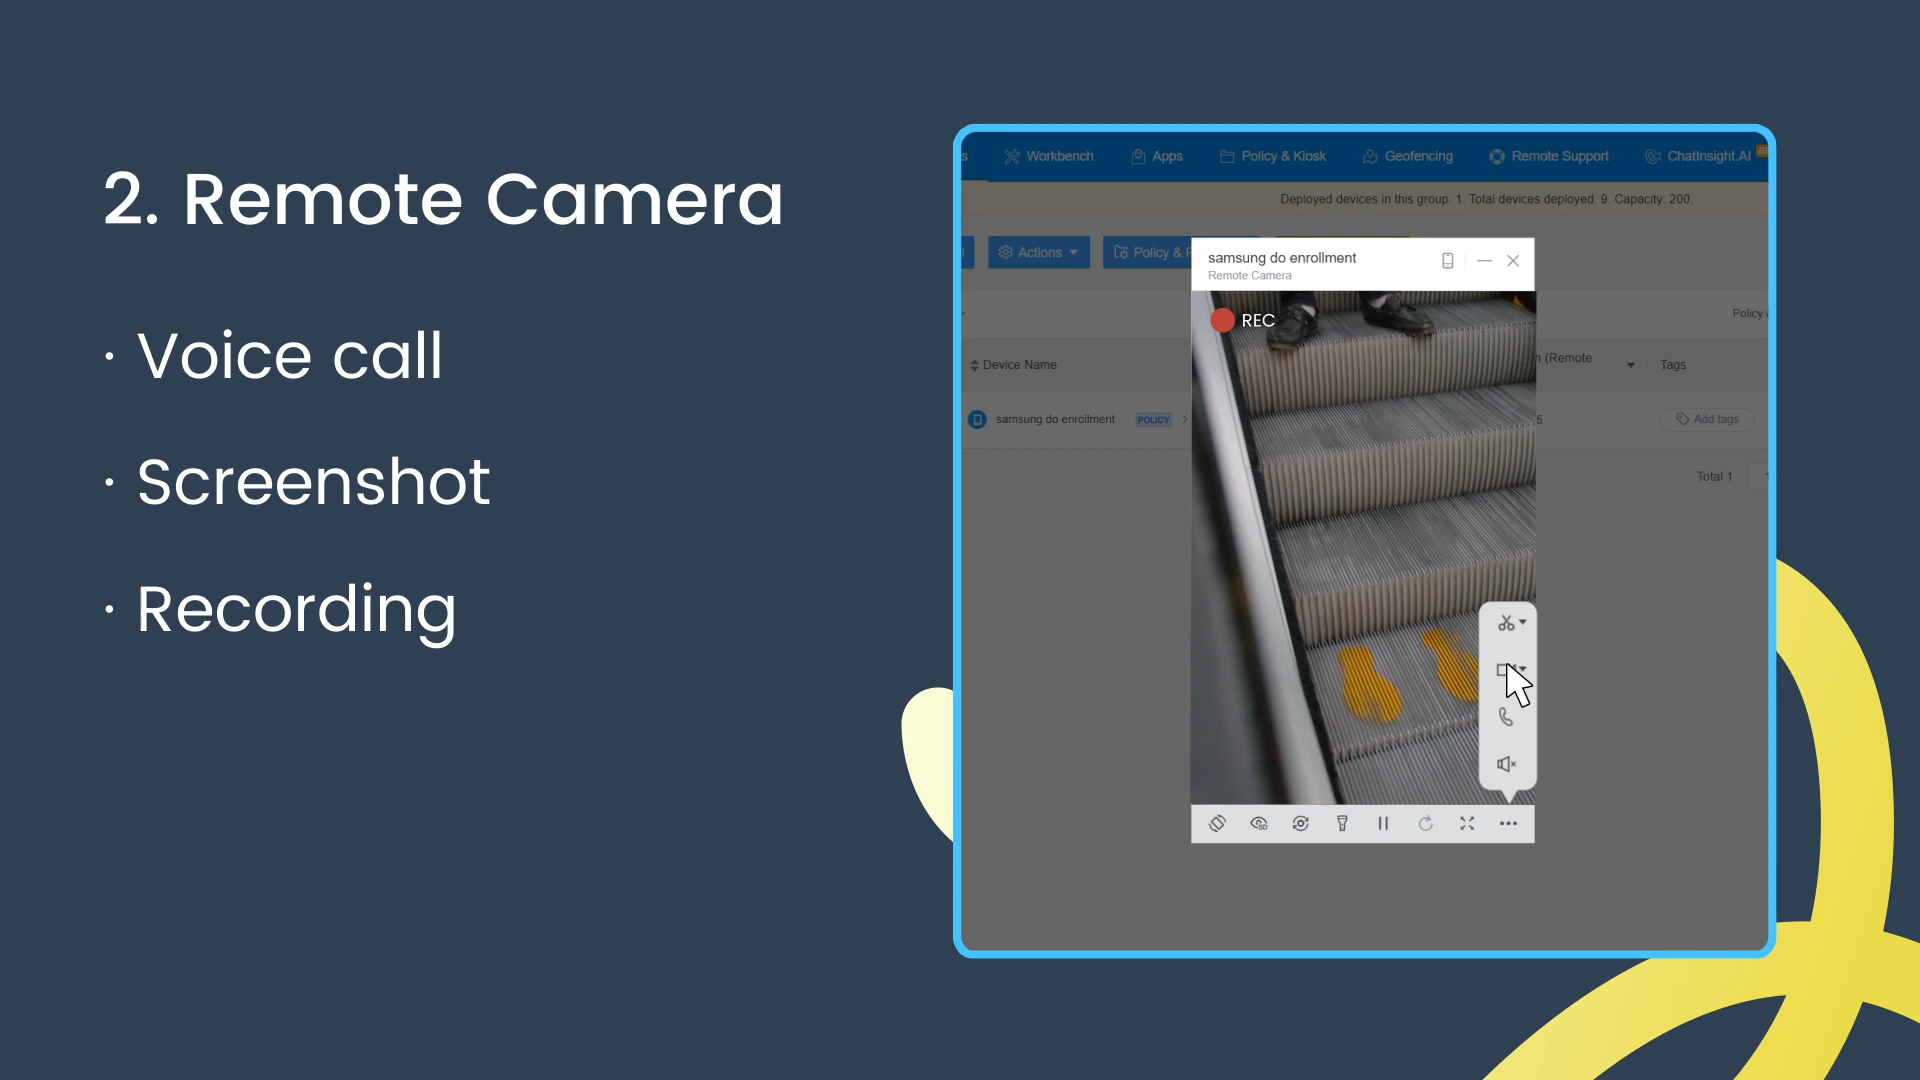 2. Remote Camera
· Voice call
· Screenshot
· Recording
s Workbench Apps Policy & Kiosk Geofencing Remote Support ChatInsight.AI
Deployed devices in this group: 1. Total devices deployed: 9. Capacity: 200.
Actions Policy &
samsung do enrollment
Remote Camera
REC
Policy
Device Name
(Remote
Tags
samsung do enrollment POLICY
5
Add tags
Total 1